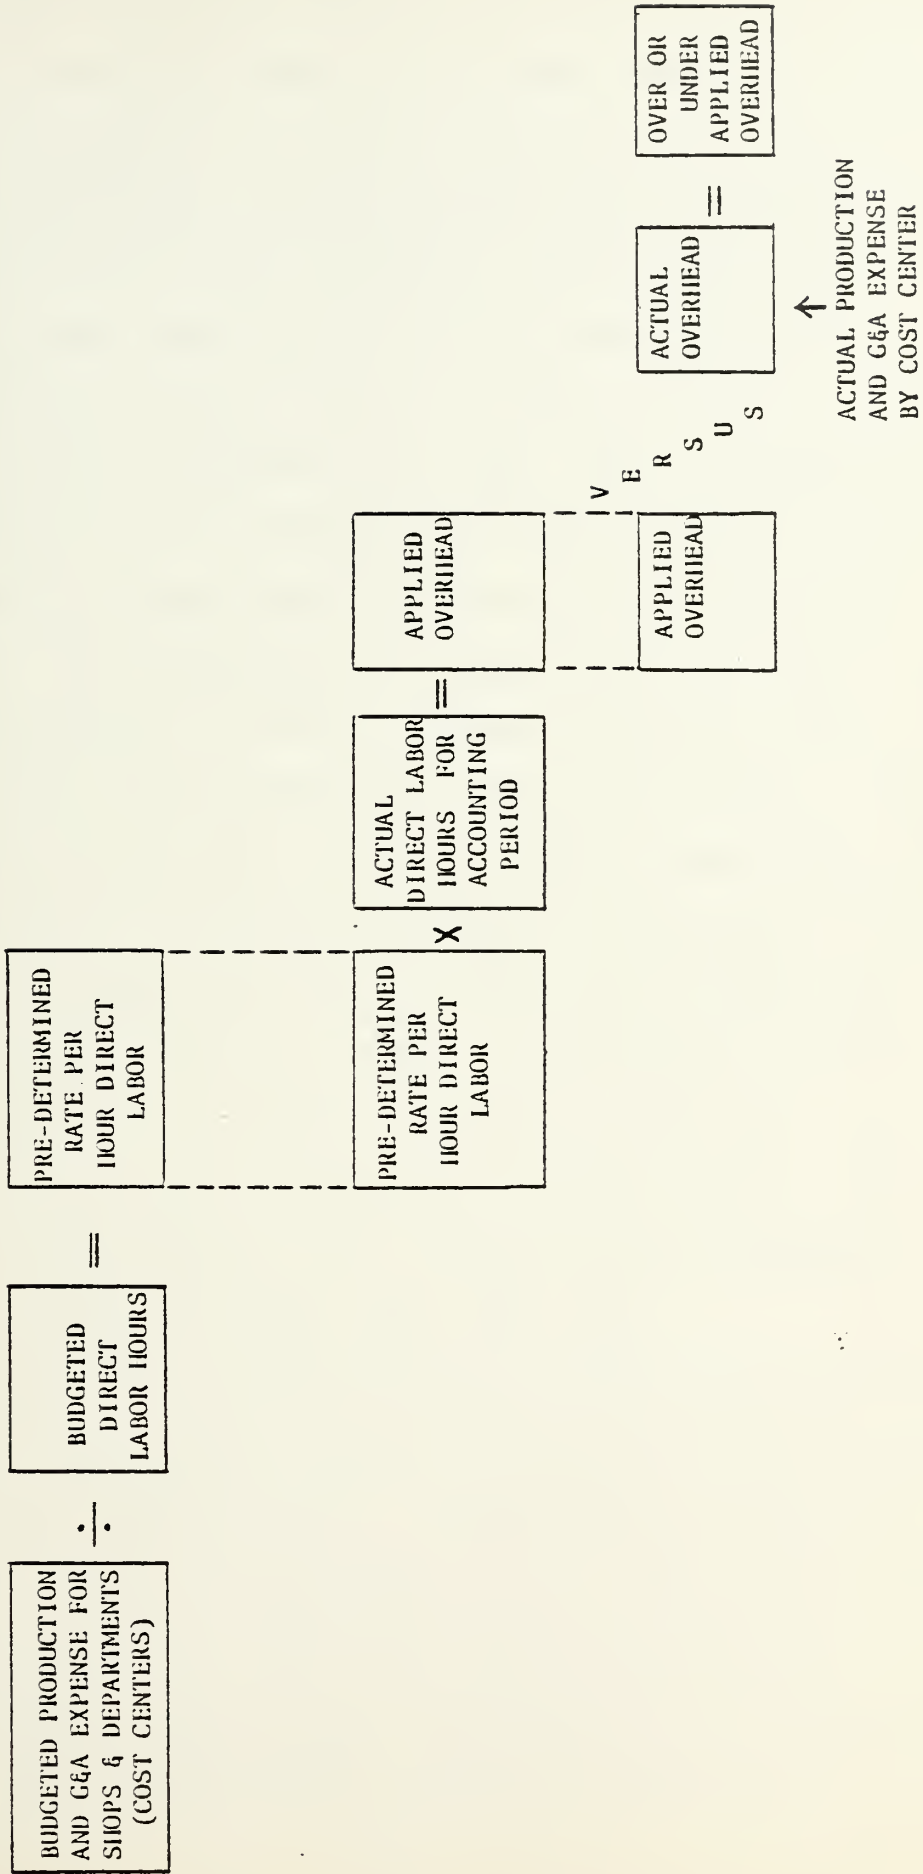 BUDGETED PRODUCTION
AND G&A EXPENSE FOR
SHOPS & DEPARTMENTS
(COST CENTERS)
÷
BUDGETED
DIRECT
LABOR HOURS
=
PRE-DETERMINED
RATE PER
HOUR DIRECT
LABOR
PRE-DETERMINED
RATE PER
HOUR DIRECT
LABOR
X
ACTUAL
DIRECT LABOR
HOURS FOR
ACCOUNTING
PERIOD
=
APPLIED
OVERHEAD
APPLIED
OVERHEAD
VERSUS
ACTUAL
OVERHEAD
=
OVER OR
UNDER
APPLIED
OVERHEAD
ACTUAL PRODUCTION
AND G&A EXPENSE
BY COST CENTER